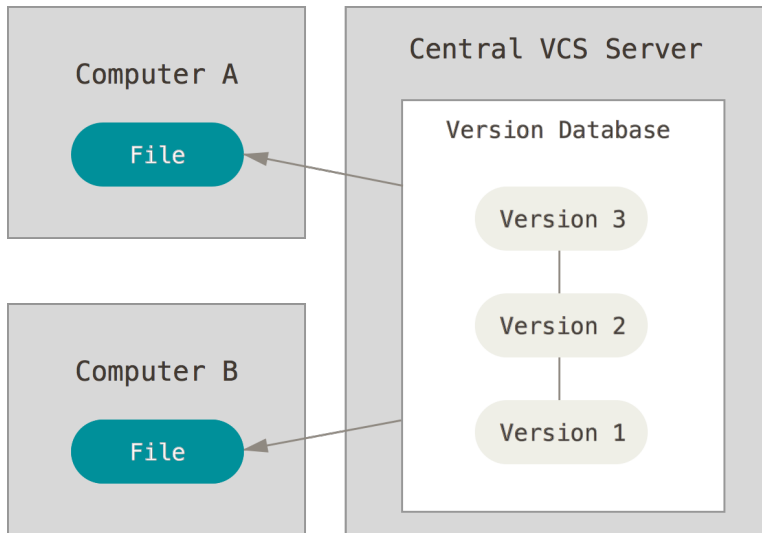 Computer A
File
Computer B
File
Central VCS Server
Version Database
Version 3
Version 2
Version 1